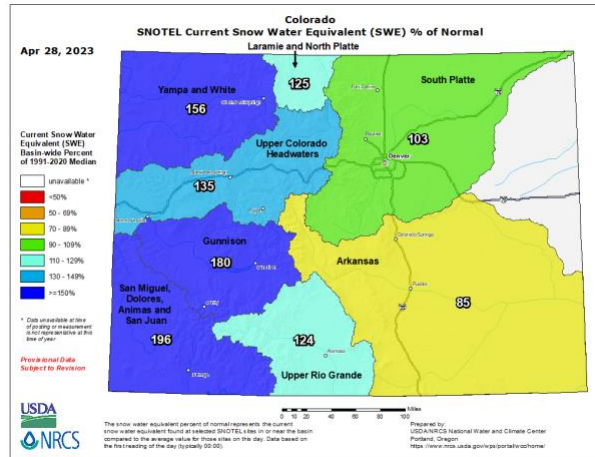 Colorado
SNOTEL Current Snow Water Equivalent (SWE) % of Normal
Apr 28, 2023
Laramie and North Platte
125
Yampa and White
156
South Platte
103
Denver
Upper Colorado
Headwaters
135
Current Snow Water
Equivalent (SWE)
Basin-wide Percent
of 1991-2020 Median
unavailable *
<50%
50 - 69%
70 - 89%
90 - 109%
110 - 129%
130 - 149%
>=150%
* Data unavailable at time
of posting or measurement
is not representative at this
time of year
Provisional Data
Subject to Revision
Gunnison
180
Arkansas
Colorado Springs
Pueblo
85
San Miguel,
Dolores,
Animas and
San Juan
196
124
Upper Rio Grande
Miles
USDA
NRCS
The snow water equivalent percent of normal represents the current
snow water equivalent found at selected SNOTEL sites in or near the basin
compared to the average value for those sites on this day. Data based on
the first reading of the day (typically 00:00).
Prepared by:
USDA/NRCS National Water and Climate Center
Portland, Oregon